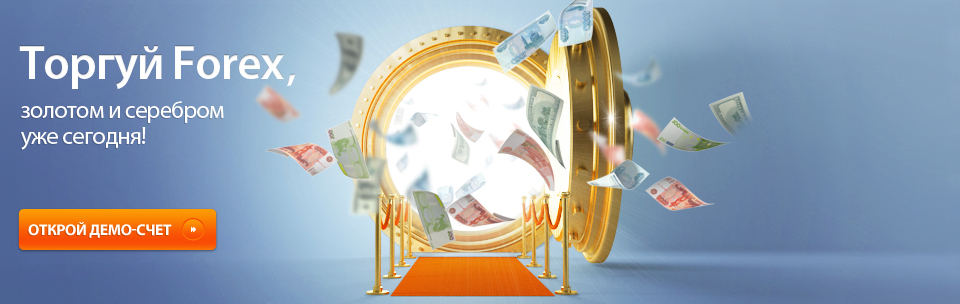 Торгуй Forex,
золотом и серебром
уже сегодня!
ОТКРОЙ ДЕМО-СЧЕТ